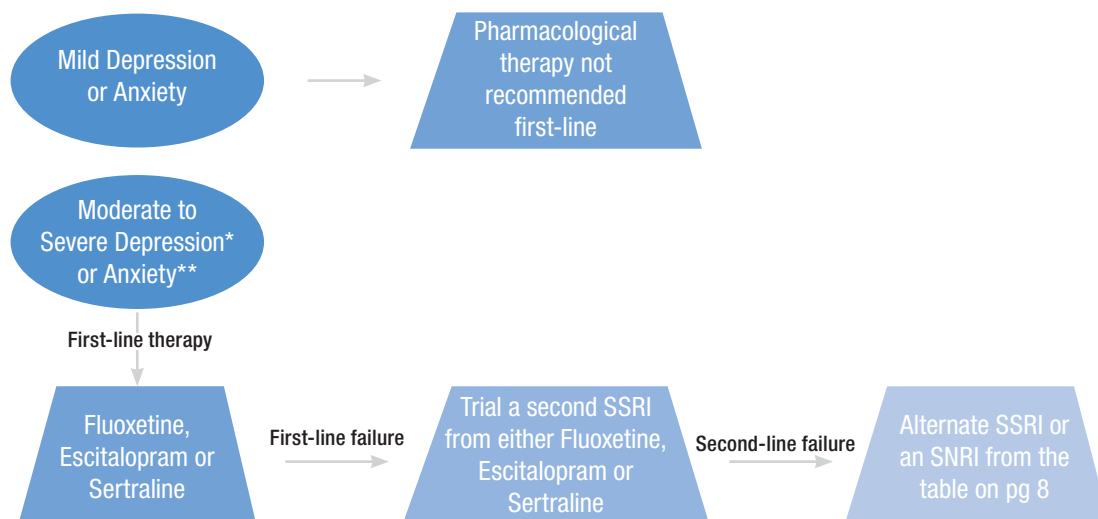 Mild Depression
or Anxiety
Pharmacological
therapy not
recommended
first-line
Moderate to
Severe Depression*
or Anxiety**
First-line therapy
Fluoxetine,
Escitalopram or
Sertraline
First-line failure
Trial a second SSRI
from either Fluoxetine,
Escitalopram or
Sertraline
Second-line failure
Alternate SSRI or
an SNRI from the
table on pg 8